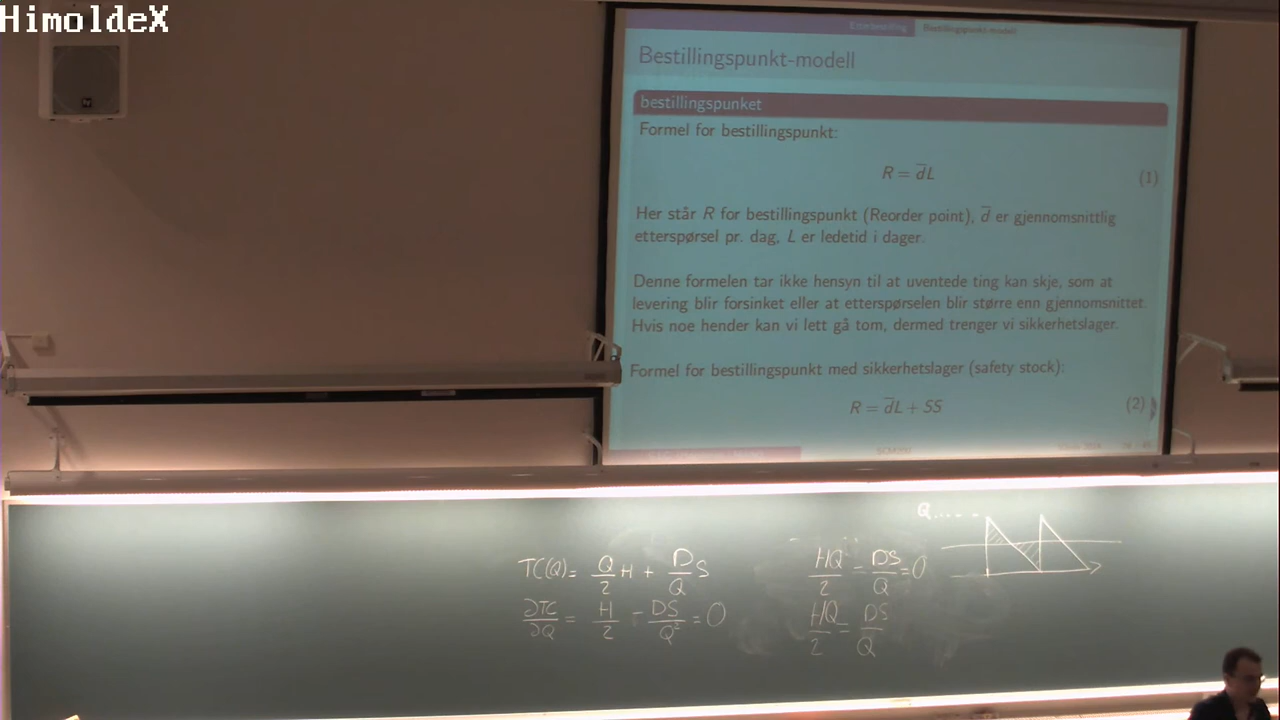 HimoldeX
Bestillingspunkt-modell
Bestillingspunkt-modell
bestillingspunket
Formel for bestillingspunkt:
R = d̅L (1)
Her står R for bestillingspunkt (Reorder point), d̅ er gjennomsnittlig
etterspørsel pr. dag, L er ledetid i dager.
Denne formelen tar ikke hensyn til at uventede ting kan skje, som at
levering blir forsinket eller at etterspørselen blir større enn gjennomsnittet.
Hvis noe hender kan vi lett gå tom, dermed trenger vi sikkerhetslager.
Formel for bestillingspunkt med sikkerhetslager (safety stock):
R = d̅L + SS (2)
Q.....
TC(Q)= Q/2 H + D/Q S
∂TC/∂Q = H/2 - DS/Q² = 0
HQ/2 - DS/Q = 0
HQ/2 = DS/Q